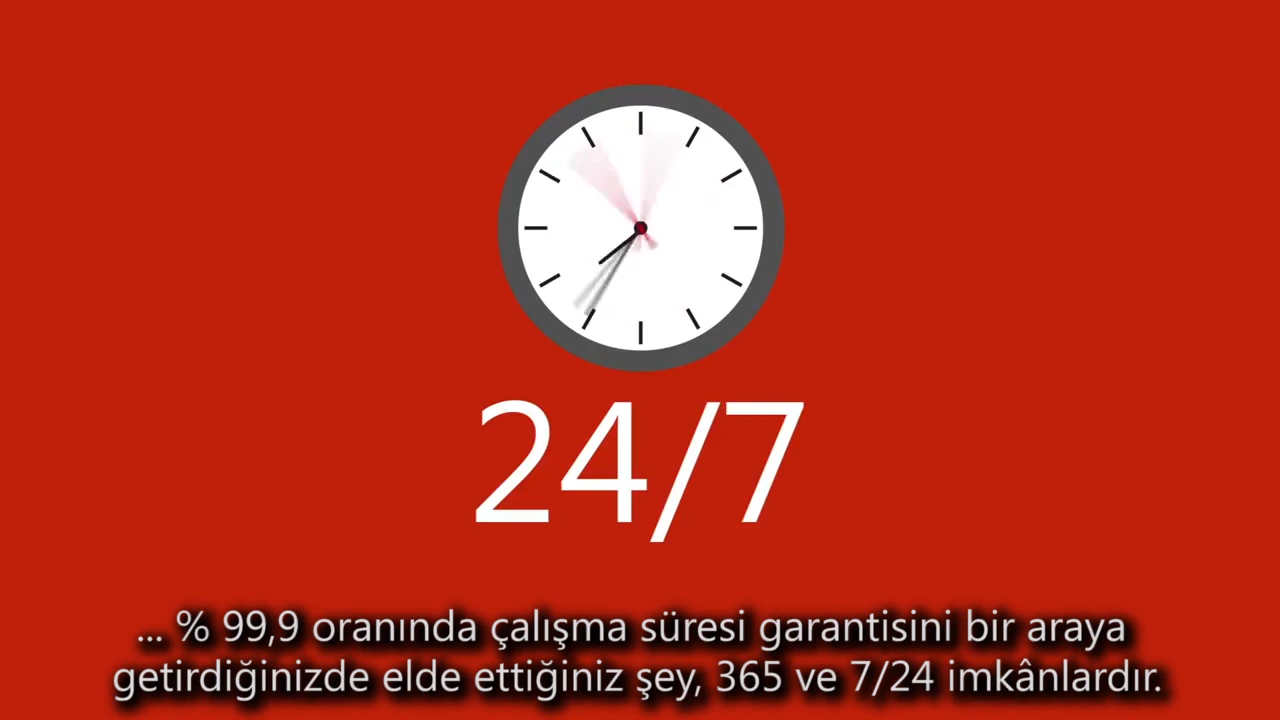 24/7
... % 99,9 oranında çalışma süresi garantisini bir araya
getirdiğinizde elde ettiğiniz şey, 365 ve 7/24 imkânlardır.